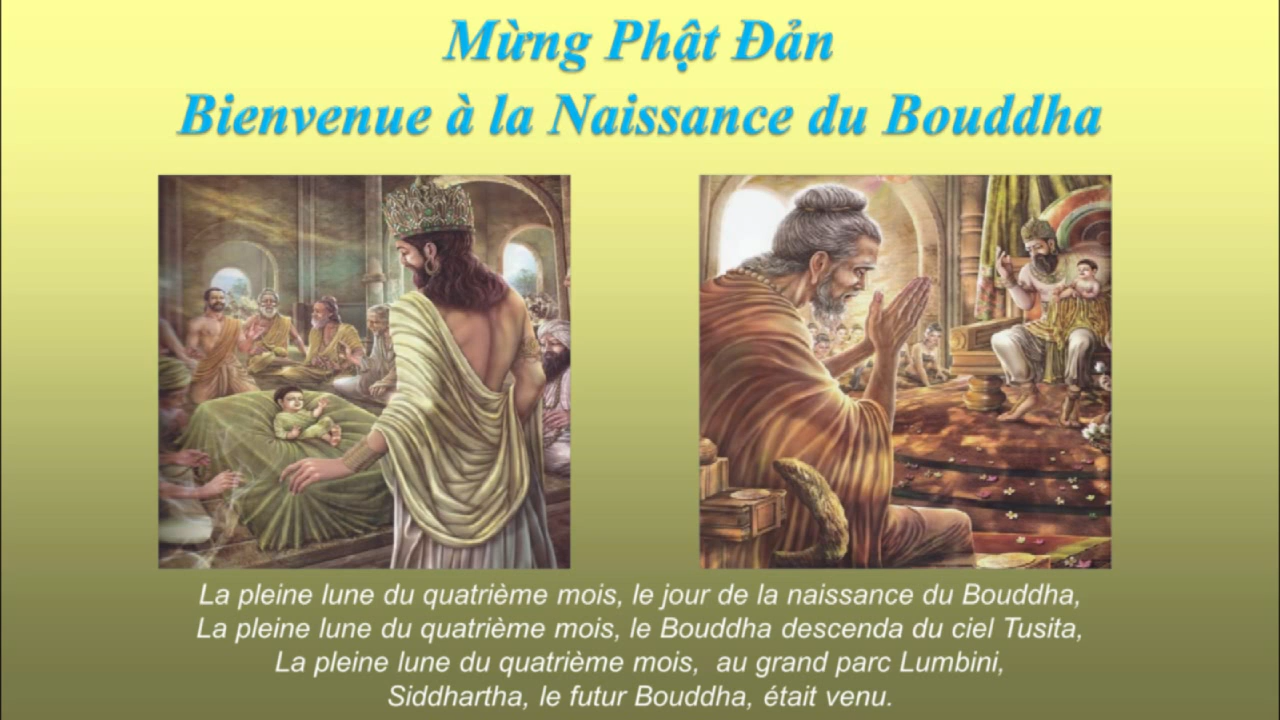 Mừng Phật Đản
Bienvenue à la Naissance du Bouddha
La pleine lune du quatrième mois, le jour de la naissance du Bouddha,
La pleine lune du quatrième mois, le Bouddha descenda du ciel Tusita,
La pleine lune du quatrième mois, au grand parc Lumbini,
Siddhartha, le futur Bouddha, était venu.